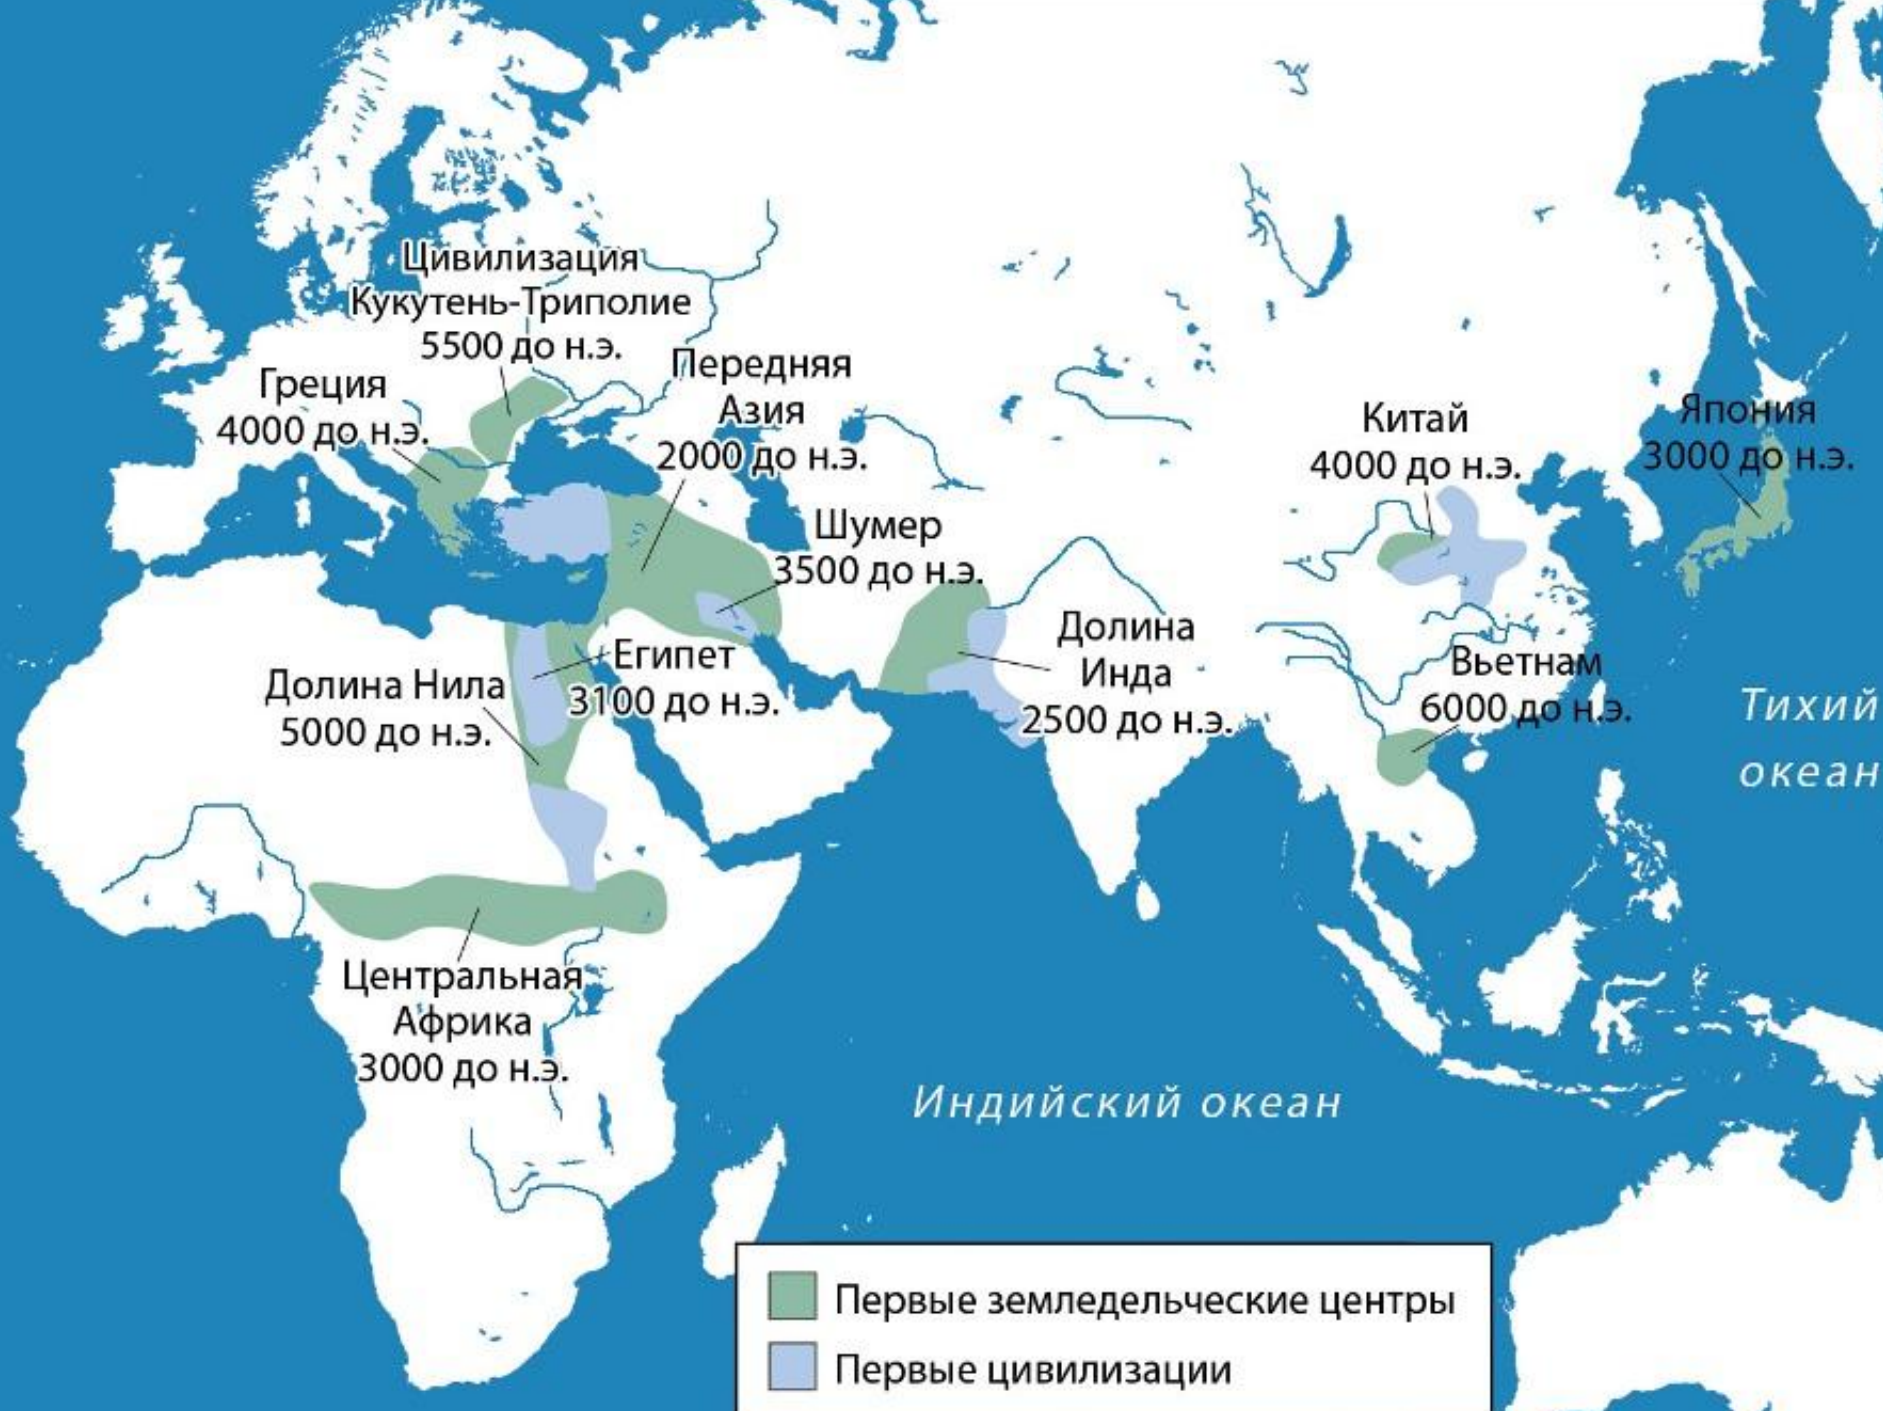 Цивилизация
Кукутень-Триполие
5500 до н.э.
Греция
4000 до н.э.
Передняя
Азия
2000 до н.э.
Китай
4000 до н.э.
Япония
3000 до н.э.
Шумер
3500 до н.э.
Долина
Инда
2500 до н.э.
Египет
3100 до н.э.
Долина Нила
5000 до н.э.
Вьетнам
6000 до н.э.
Тихий
океан
Центральная
Африка
3000 до н.э.
Индийский океан
Первые земледельческие центры
Первые цивилизации